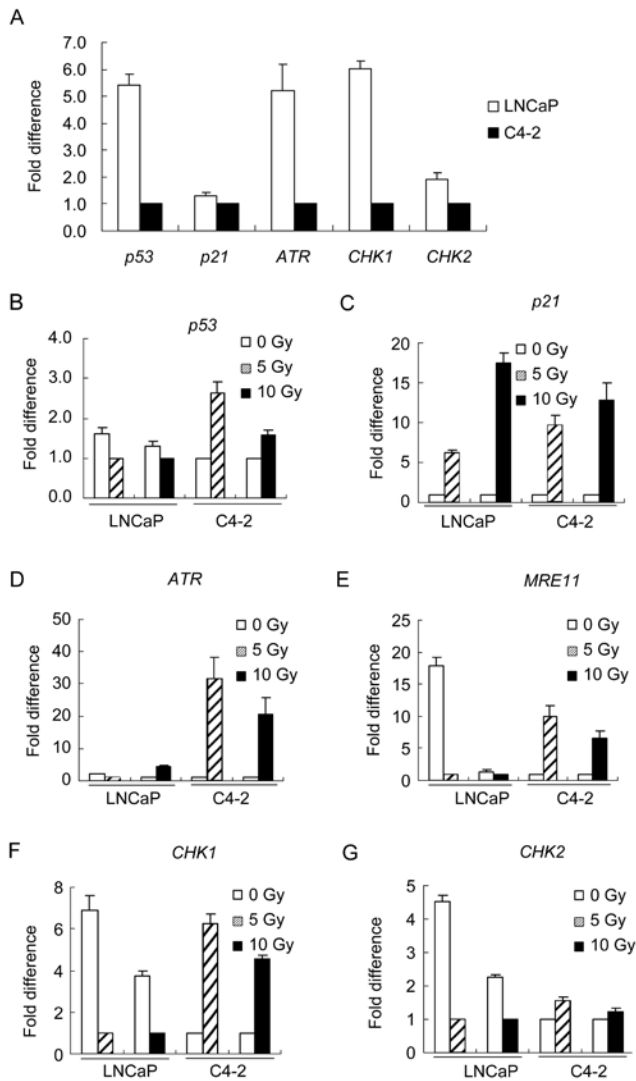 A
7.0
6.0
5.0
4.0
3.0
2.0
1.0
0.0
Fold difference
LNCaP
C4-2
p53 p21 ATR CHK1 CHK2
B
p53
4.0
3.0
2.0
1.0
0.0
Fold difference
0 Gy
5 Gy
10 Gy
LNCaP C4-2
C
p21
20
15
10
5
0
Fold difference
0 Gy
5 Gy
10 Gy
LNCaP C4-2
D
ATR
50
40
30
20
10
0
Fold difference
0 Gy
5 Gy
10 Gy
LNCaP C4-2
E
MRE11
25
20
15
10
5
0
Fold difference
0 Gy
5 Gy
10 Gy
LNCaP C4-2
F
CHK1
8
6
4
2
0
Fold difference
0 Gy
5 Gy
10 Gy
LNCaP C4-2
G
CHK2
5
4
3
2
1
0
Fold difference
0 Gy
5 Gy
10 Gy
LNCaP C4-2